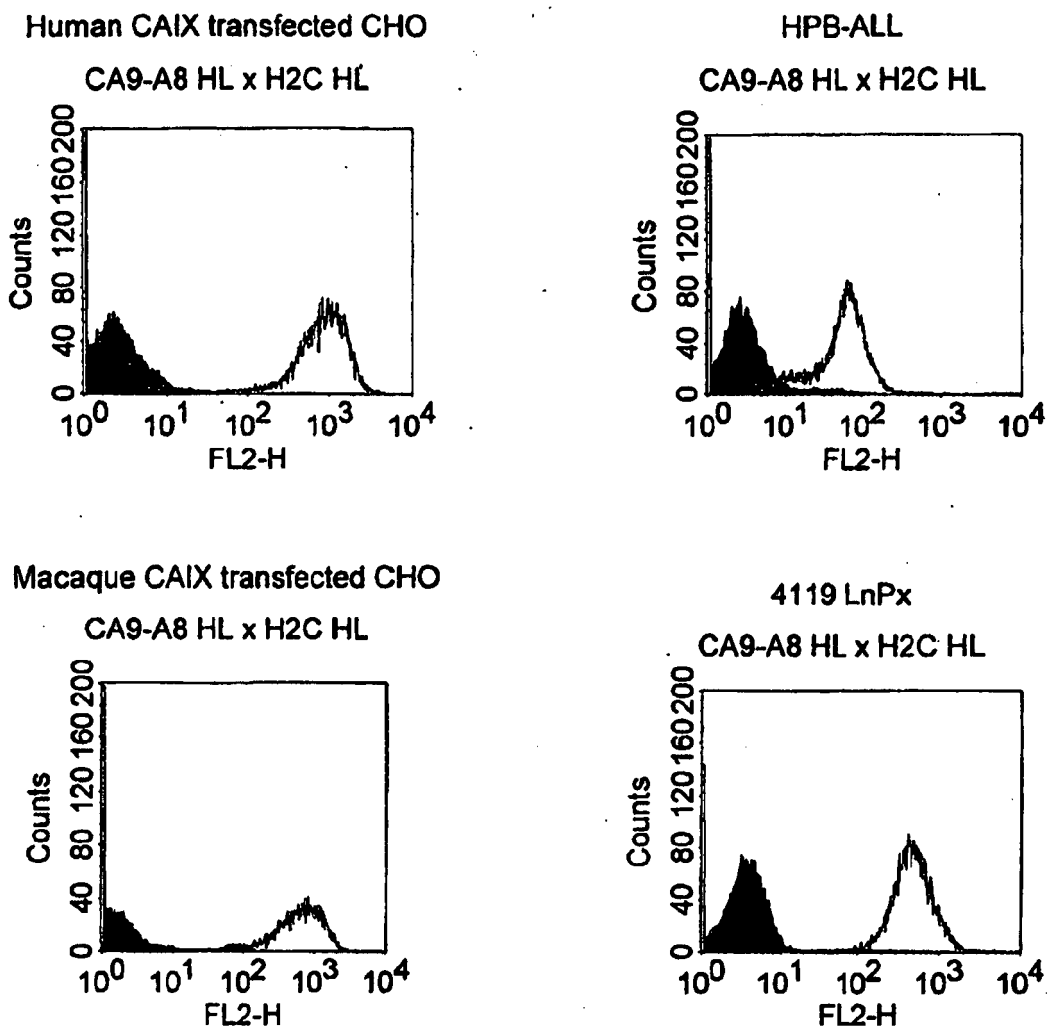 Human CAIX transfected CHO
CA9-A8 HL x H2C HL
Counts
200
160
120
80
40
0
10^0 10^1 10^2 10^3 10^4
FL2-H
HPB-ALL
CA9-A8 HL x H2C HL
Counts
200
160
120
80
40
0
10^0 10^1 10^2 10^3 10^4
FL2-H
Macaque CAIX transfected CHO
CA9-A8 HL x H2C HL
Counts
200
160
120
80
40
0
10^0 10^1 10^2 10^3 10^4
FL2-H
4119 LnPx
CA9-A8 HL x H2C HL
Counts
200
160
120
80
40
0
10^0 10^1 10^2 10^3 10^4
FL2-H